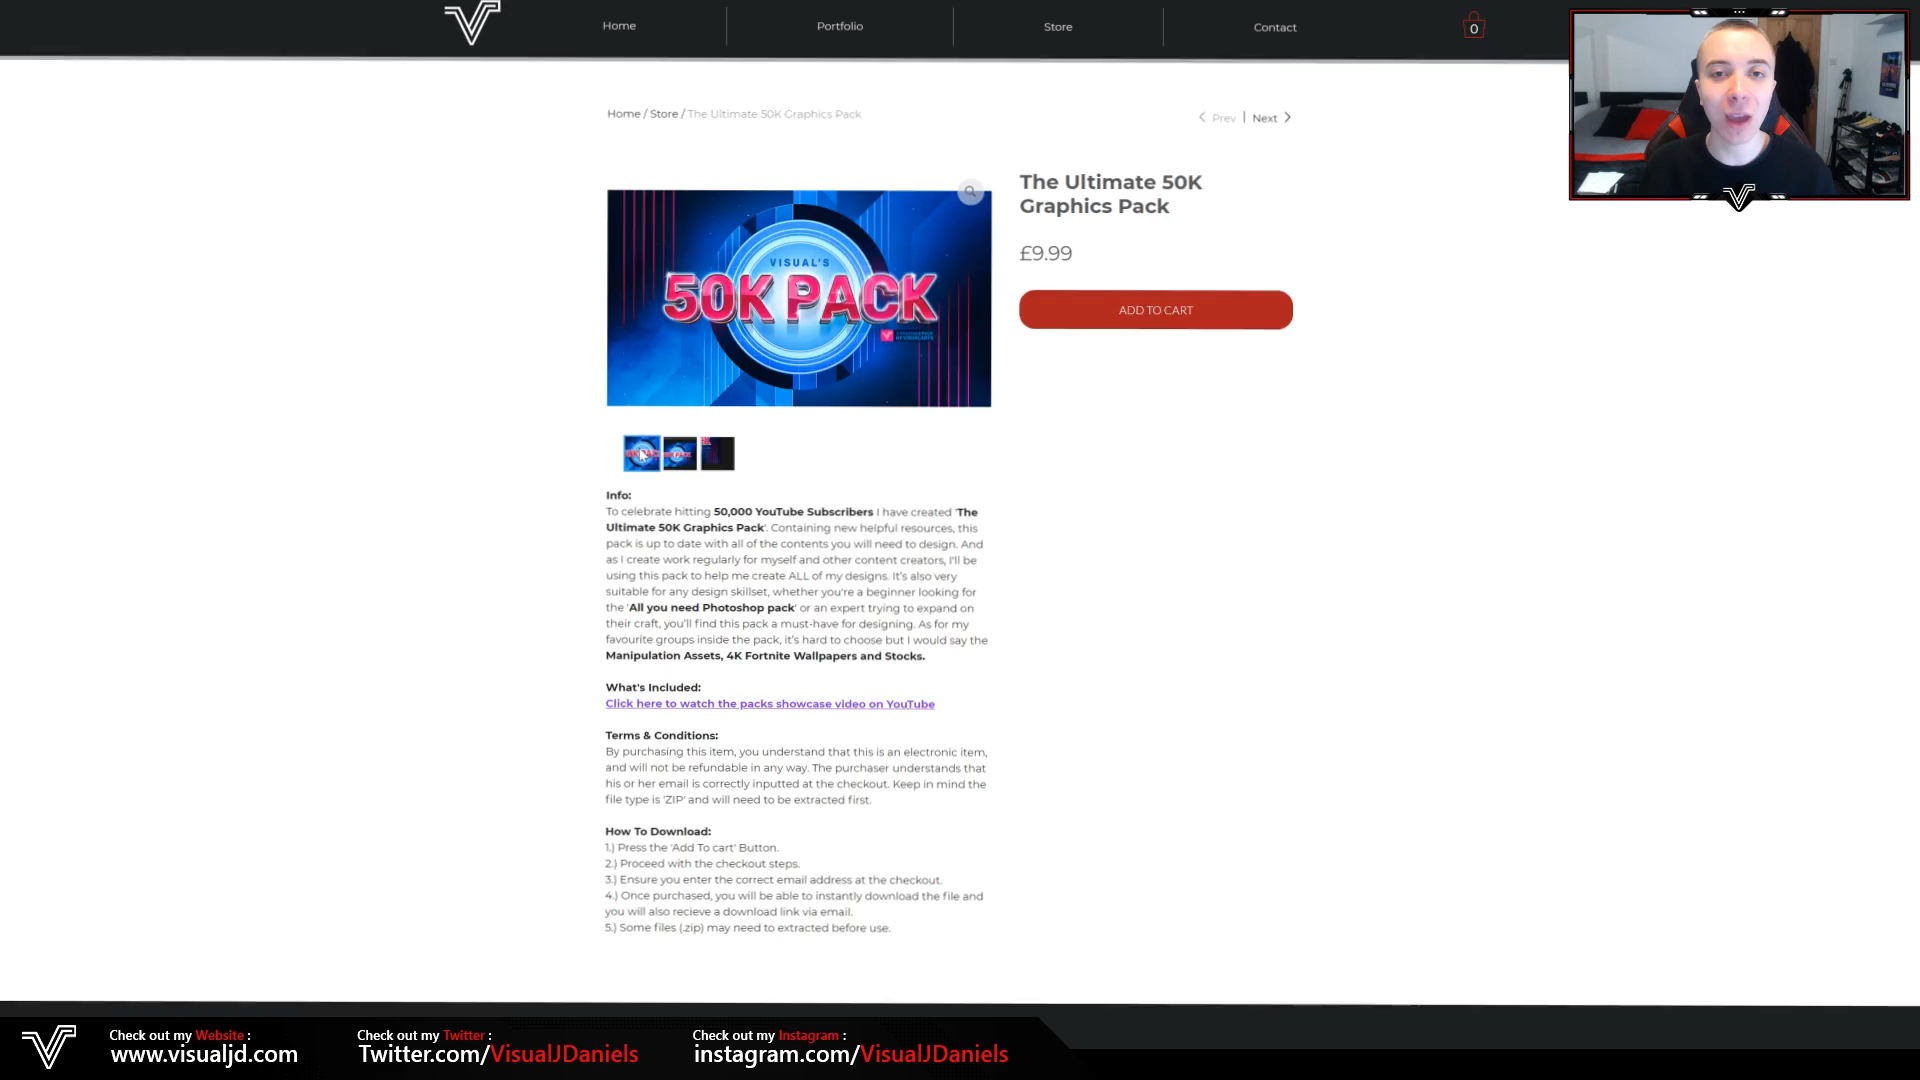 Home
Portfolio
Store
Contact
0
Home / Store / The Ultimate 50K Graphics Pack
Prev | Next
The Ultimate 50K
Graphics Pack
£9.99
ADD TO CART
VISUAL'S
50K PACK
Info:
To celebrate hitting 50,000 YouTube Subscribers I have created 'The
Ultimate 50K Graphics Pack'. Containing new helpful resources, this
pack is up to date with all of the contents you will need to design. And
as I create work regularly for myself and other content creators, I'll be
using this pack to help me create ALL of my designs. It's also very
suitable for any design skillset, whether you're a beginner looking for
the 'All you need Photoshop pack' or an expert trying to expand on
their craft, you'll find this pack a must-have for designing. As for my
favourite groups inside the pack, it's hard to choose but I would say the
Manipulation Assets, 4K Fortnite Wallpapers and Stocks.
What's Included:
Click here to watch the packs showcase video on YouTube
Terms & Conditions:
By purchasing this item, you understand that this is an electronic item,
and will not be refundable in any way. The purchaser understands that
his or her email is correctly inputted at the checkout. Keep in mind the
file type is 'ZIP' and will need to be extracted first.
How To Download:
1.) Press the 'Add To cart' Button.
2.) Proceed with the checkout steps.
3.) Ensure you enter the correct email address at the checkout.
4.) Once purchased, you will be able to instantly download the file and
you will also recieve a download link via email.
5.) Some files (.zip) may need to extracted before use.
Check out my Website :
www.visualjd.com
Check out my Twitter :
Twitter.com/VisualJDaniels
Check out my Instagram :
instagram.com/VisualJDaniels